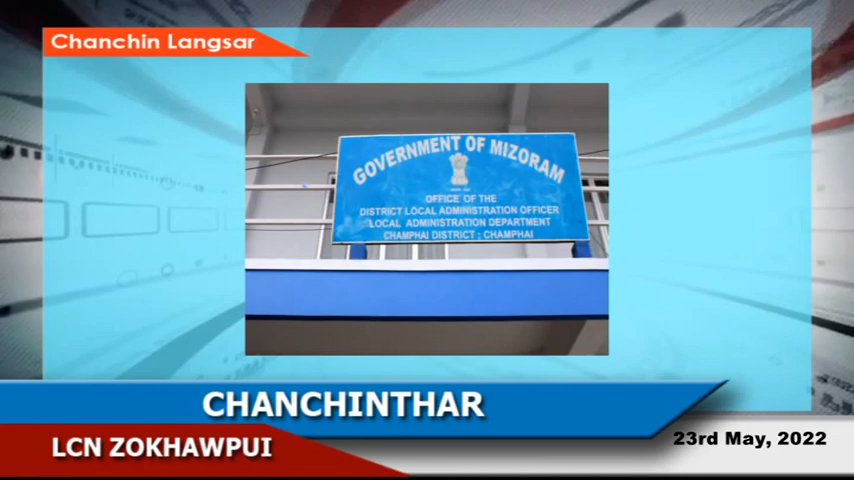 Chanchin Langsar
GOVERNMENT OF MIZORAM
OFFICE OF THE
DISTRICT LOCAL ADMINISTRATION OFFICER
LOCAL ADMINISTRATION DEPARTMENT
CHAMPHAI DISTRICT ; CHAMPHAI
CHANCHINTHAR
LCN ZOKHAWPUI
23rd May, 2022